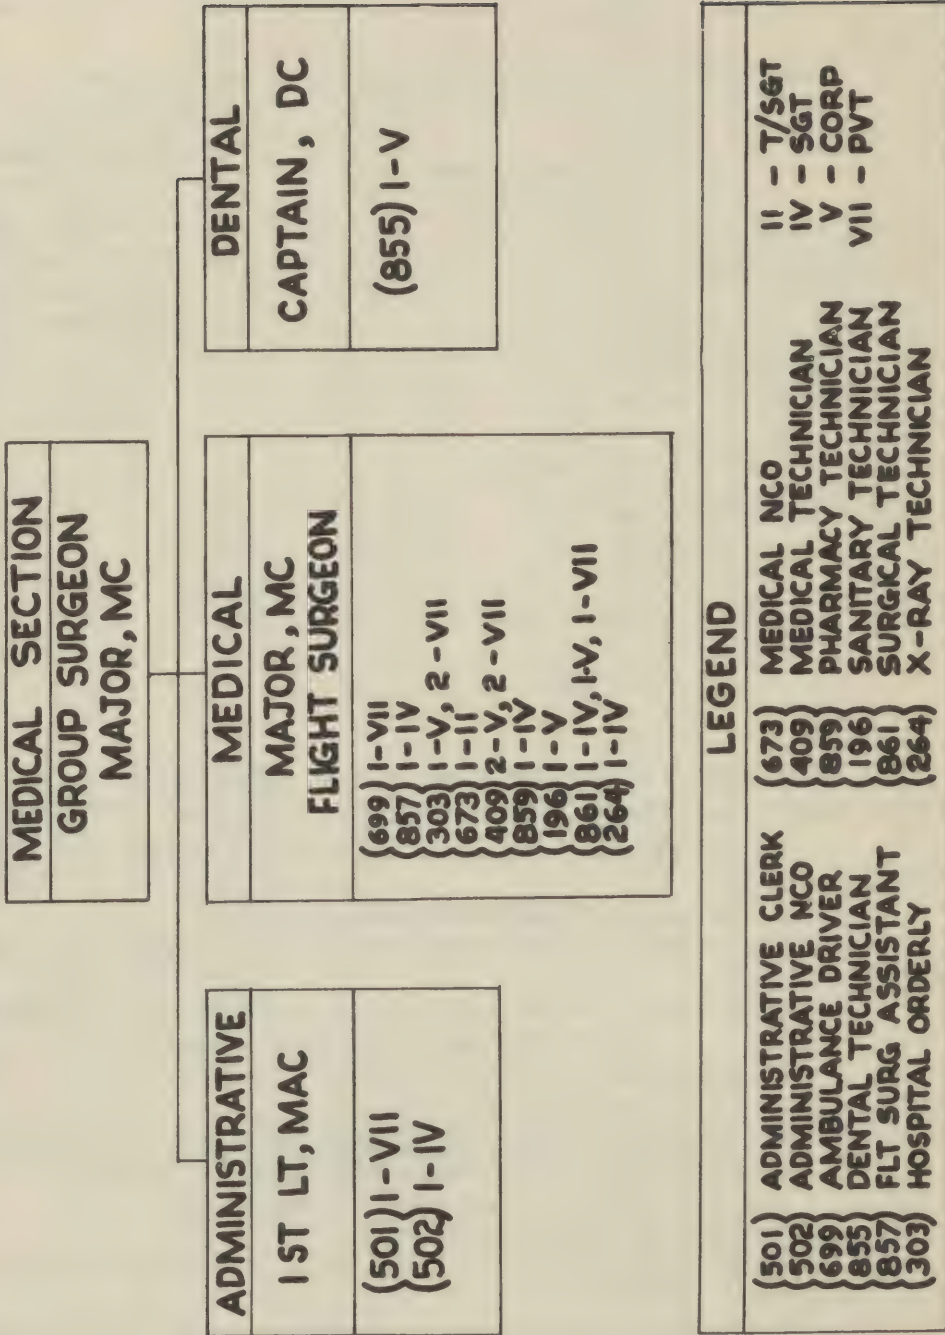 MEDICAL SECTION
GROUP SURGEON
MAJOR, MC
ADMINISTRATIVE
1 ST LT, MAC
(501) 1-VII
(502) 1-IV
MEDICAL
MAJOR, MC
FLIGHT SURGEON
(699) 1-VII
(857) 1-IV
(303) 1-V, 2-VII
(673) 1-II
(409) 2-V, 2-VII
(859) 1-IV
(196) 1-V
(861) 1-IV, 1-V, 1-VII
(264) 1-IV
DENTAL
CAPTAIN, DC
(855) 1-V
LEGEND
(501) ADMINISTRATIVE CLERK
(502) ADMINISTRATIVE NCO
(699) AMBULANCE DRIVER
(855) DENTAL TECHNICIAN
(857) FLT SURG ASSISTANT
(303) HOSPITAL ORDERLY
(673) MEDICAL NCO
(409) MEDICAL TECHNICIAN
(859) PHARMACY TECHNICIAN
(196) SANITARY TECHNICIAN
(861) SURGICAL TECHNICIAN
(264) X-RAY TECHNICIAN
II - T/SGT
IV - SGT
V - CORP
VII - PVT